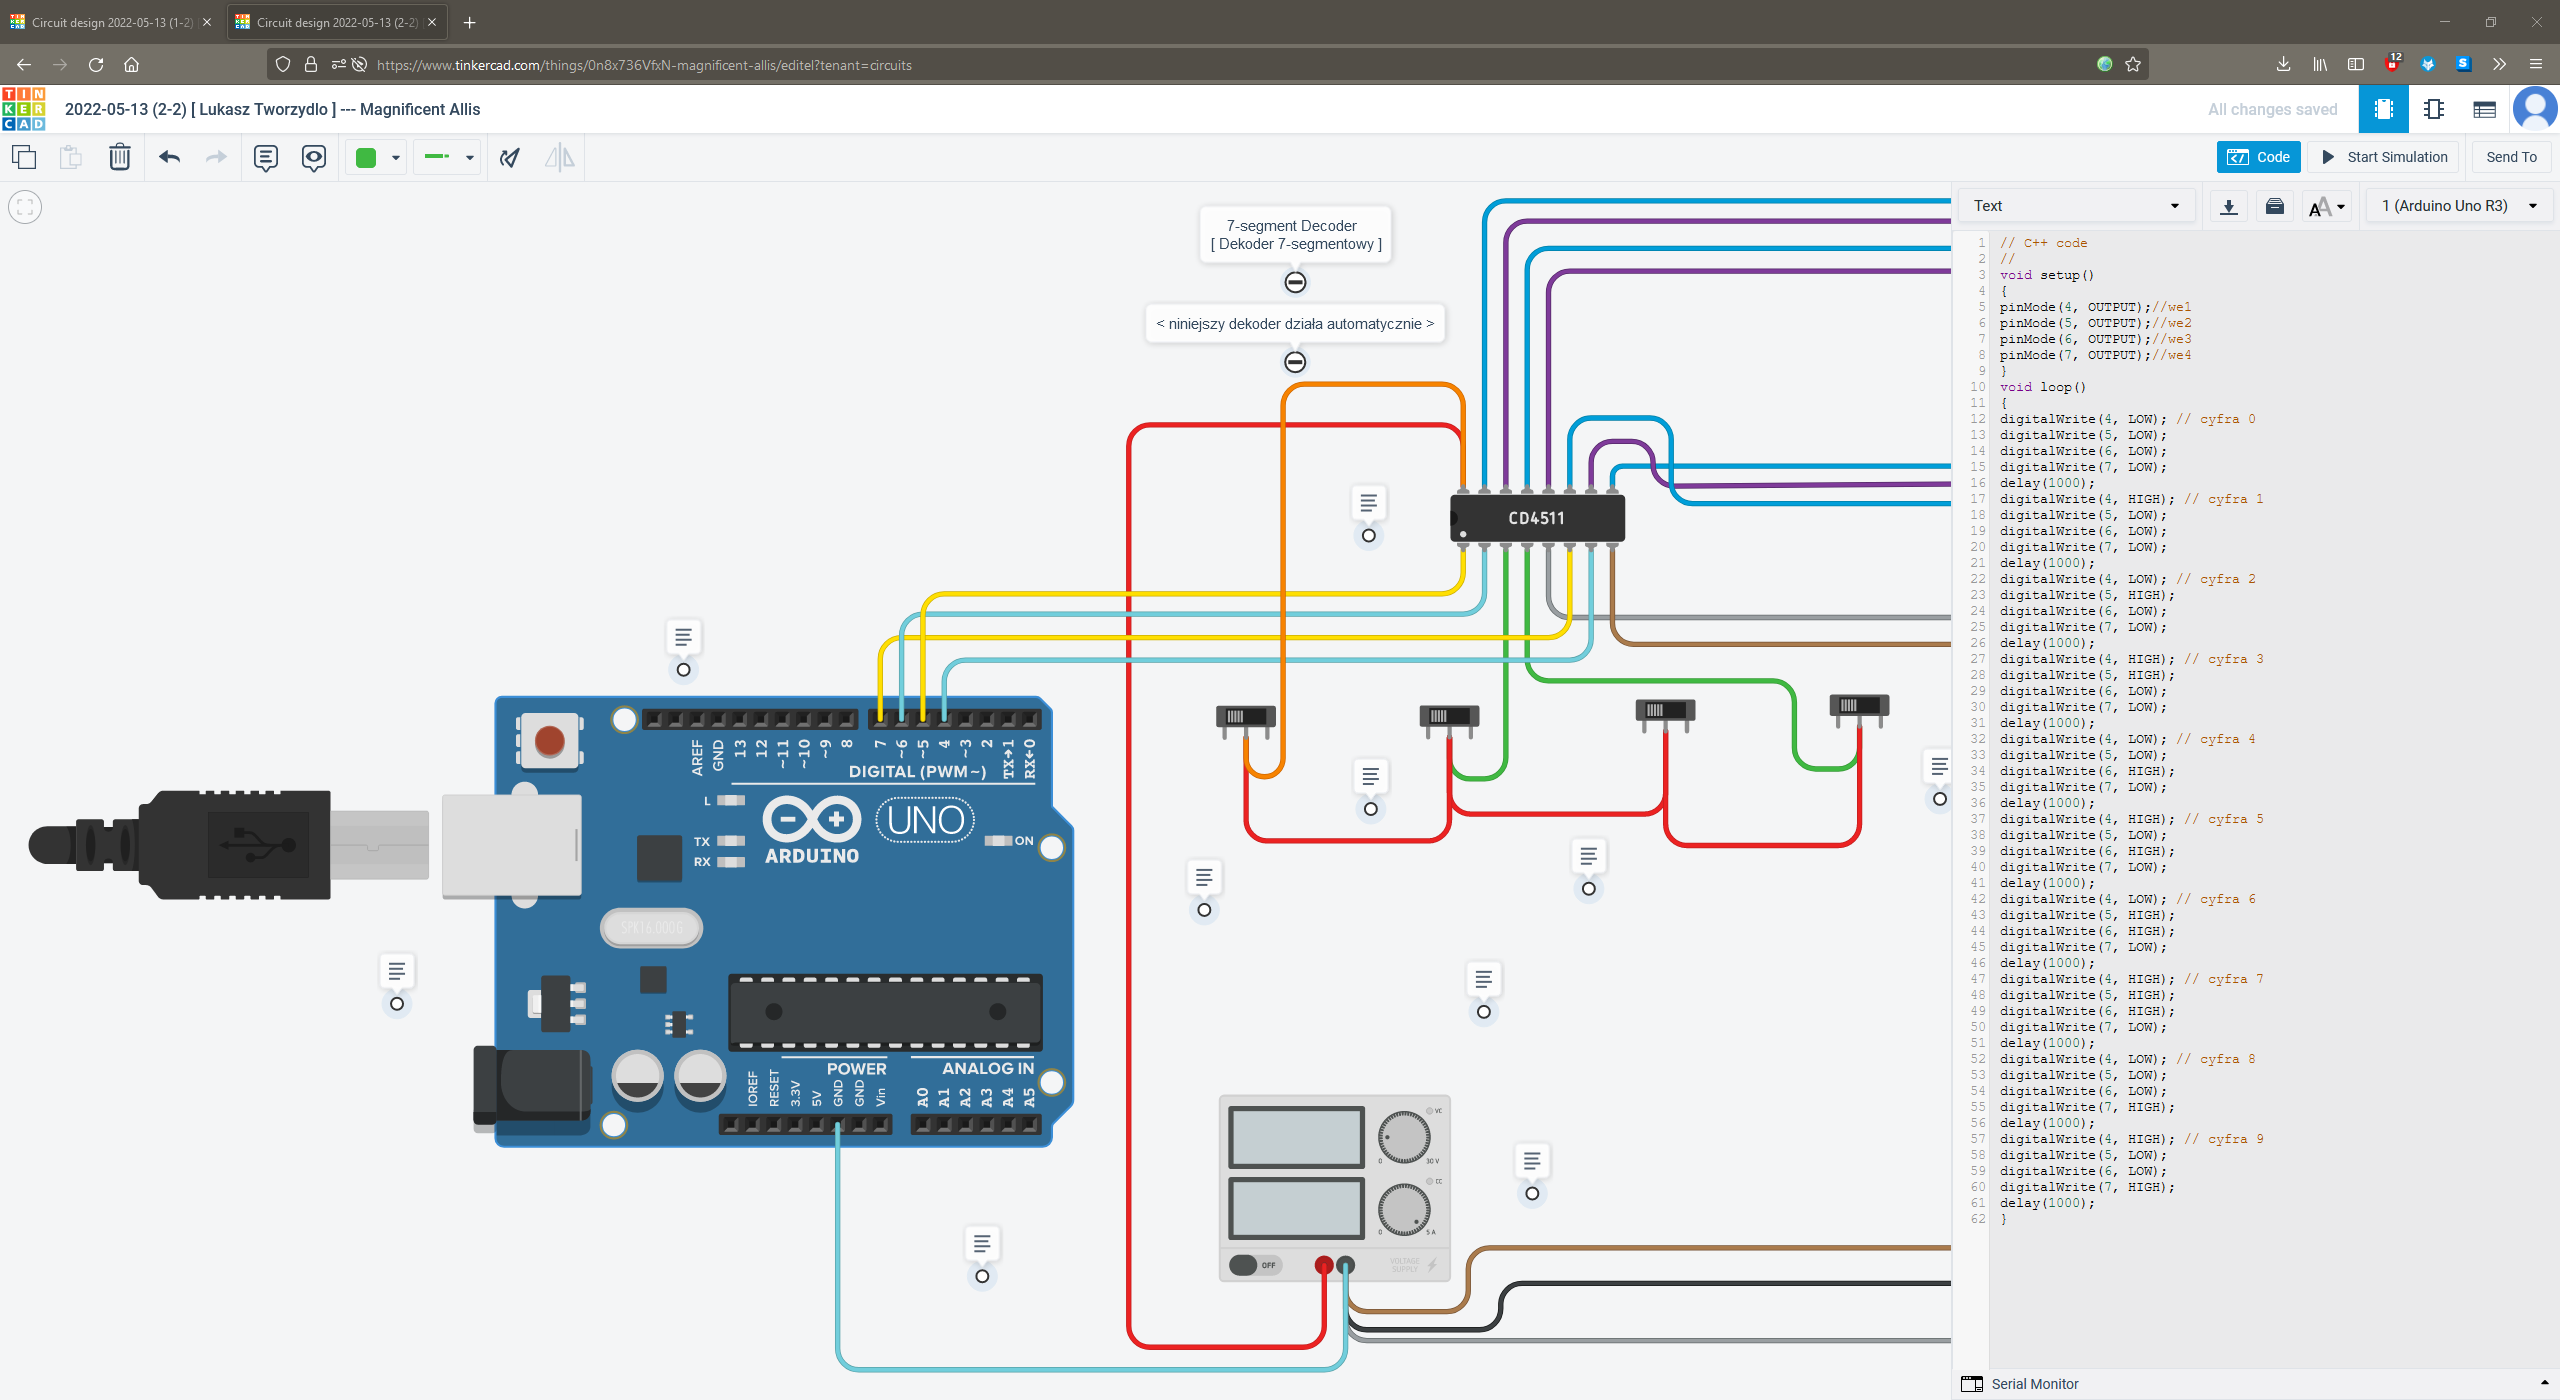 Circuit design 2022-05-13 (1-2)
Circuit design 2022-05-13 (2-2)
https://www.tinkercad.com/things/0n8x736VfxN-magnificent-allis/editel?tenant=circuits
12
S
TIN
KER
CAD
2022-05-13 (2-2) [ Lukasz Tworzydlo ] --- Magnificent Allis
All changes saved
Code
Start Simulation
Send To
7-segment Decoder
[ Dekoder 7-segmentowy ]
< niniejszy dekoder działa automatycznie >
CD4511
AREF
GND
13
12
~11
~10
~9
8
7
~6
~5
4
~3
2
TX→1
RX←0
DIGITAL (PWM~)
L
TX
RX
ARDUINO
UNO
ON
SPK16.000G
POWER
ANALOG IN
IOREF
RESET
3.3V
5V
GND
GND
Vin
A0
A1
A2
A3
A4
A5
VC
0
30 V
CC
0
5 A
OFF
VOLTAGE
SUPPLY
Text
AA
1 (Arduino Uno R3)
1 // C++ code
2 //
3 void setup()
4 {
5 pinMode(4, OUTPUT);//we1
6 pinMode(5, OUTPUT);//we2
7 pinMode(6, OUTPUT);//we3
8 pinMode(7, OUTPUT);//we4
9 }
10 void loop()
11 {
12 digitalWrite(4, LOW); // cyfra 0
13 digitalWrite(5, LOW);
14 digitalWrite(6, LOW);
15 digitalWrite(7, LOW);
16 delay(1000);
17 digitalWrite(4, HIGH); // cyfra 1
18 digitalWrite(5, LOW);
19 digitalWrite(6, LOW);
20 digitalWrite(7, LOW);
21 delay(1000);
22 digitalWrite(4, LOW); // cyfra 2
23 digitalWrite(5, HIGH);
24 digitalWrite(6, LOW);
25 digitalWrite(7, LOW);
26 delay(1000);
27 digitalWrite(4, HIGH); // cyfra 3
28 digitalWrite(5, HIGH);
29 digitalWrite(6, LOW);
30 digitalWrite(7, LOW);
31 delay(1000);
32 digitalWrite(4, LOW); // cyfra 4
33 digitalWrite(5, LOW);
34 digitalWrite(6, HIGH);
35 digitalWrite(7, LOW);
36 delay(1000);
37 digitalWrite(4, HIGH); // cyfra 5
38 digitalWrite(5, LOW);
39 digitalWrite(6, HIGH);
40 digitalWrite(7, LOW);
41 delay(1000);
42 digitalWrite(4, LOW); // cyfra 6
43 digitalWrite(5, HIGH);
44 digitalWrite(6, HIGH);
45 digitalWrite(7, LOW);
46 delay(1000);
47 digitalWrite(4, HIGH); // cyfra 7
48 digitalWrite(5, HIGH);
49 digitalWrite(6, HIGH);
50 digitalWrite(7, LOW);
51 delay(1000);
52 digitalWrite(4, LOW); // cyfra 8
53 digitalWrite(5, LOW);
54 digitalWrite(6, LOW);
55 digitalWrite(7, HIGH);
56 delay(1000);
57 digitalWrite(4, HIGH); // cyfra 9
58 digitalWrite(5, LOW);
59 digitalWrite(6, LOW);
60 digitalWrite(7, HIGH);
61 delay(1000);
62 }
Serial Monitor